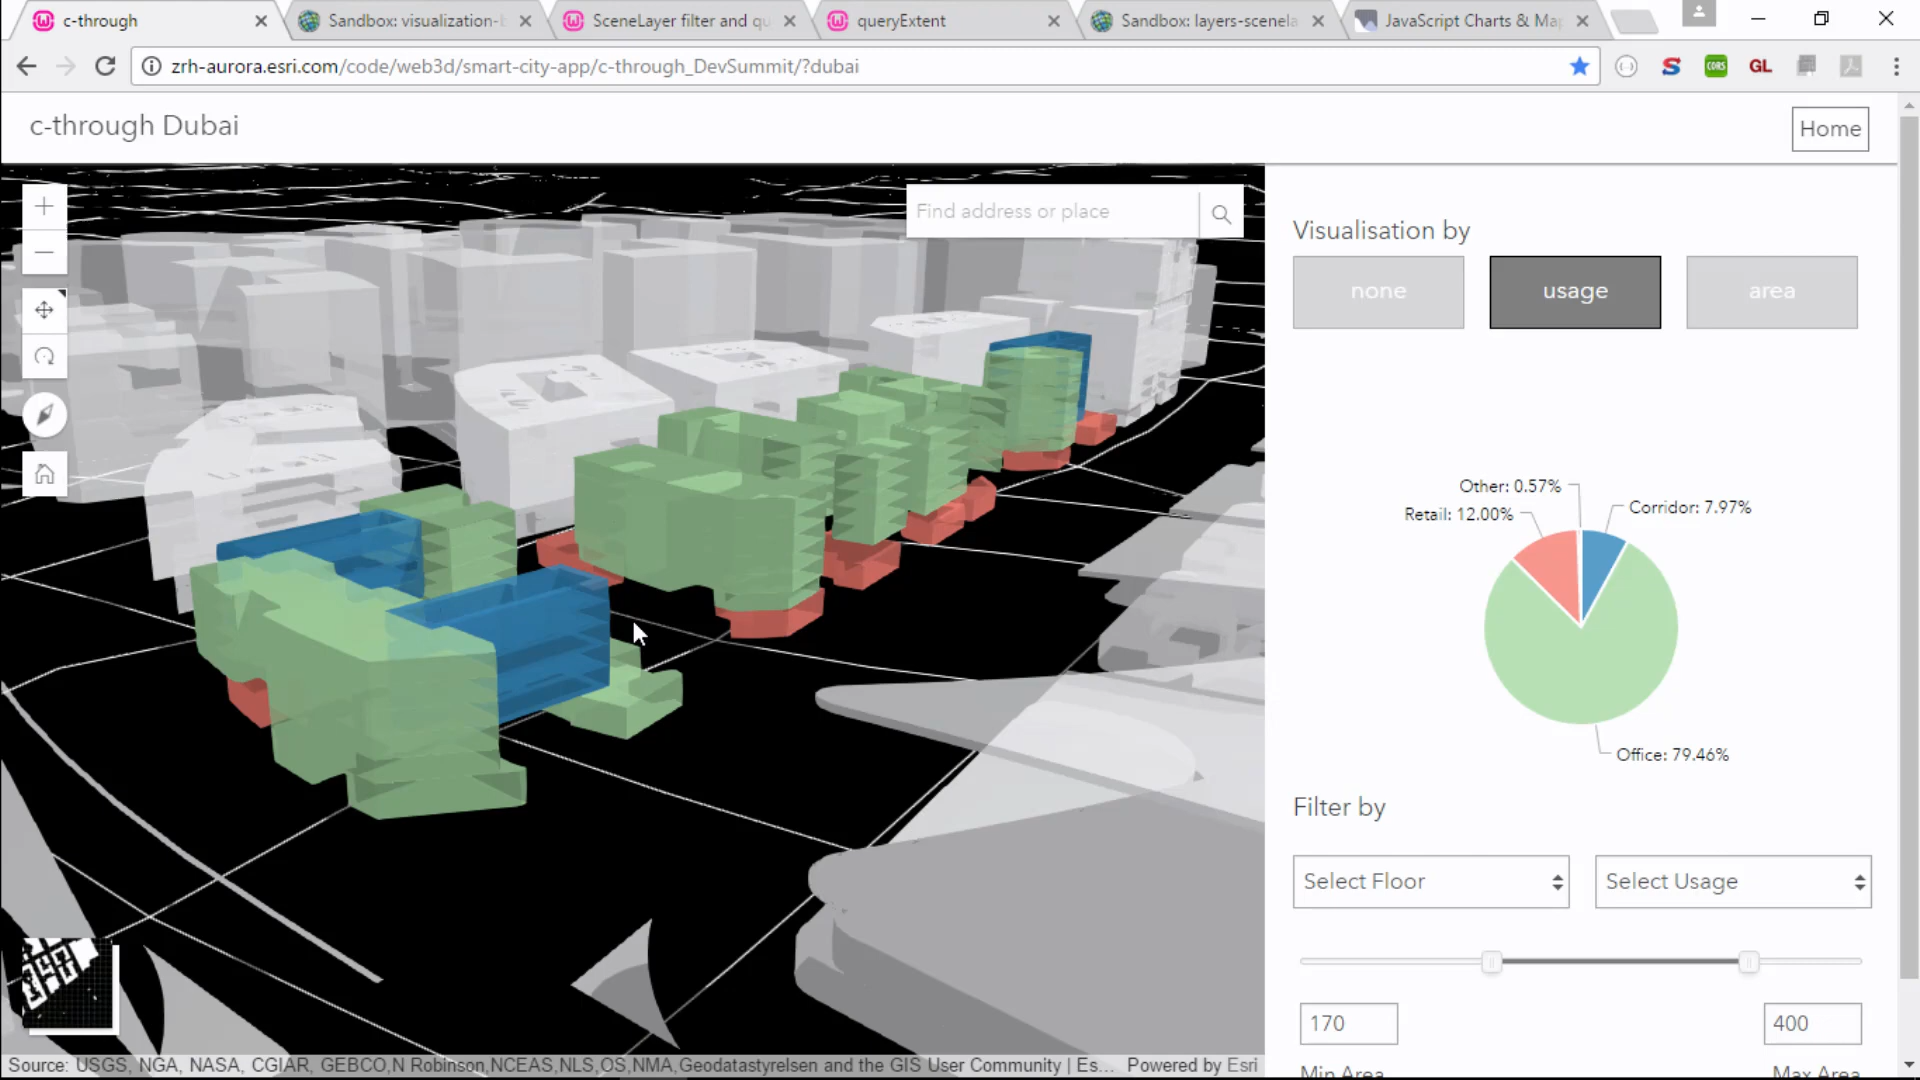 c-through
Sandbox: visualization-b
SceneLayer filter and qu
queryExtent
Sandbox: layers-scenela
JavaScript Charts & Map
zrh-aurora.esri.com/code/web3d/smart-city-app/c-through_DevSummit/?dubai
CORS
GL
c-through Dubai
Home
Find address or place
Visualisation by
none
usage
area
Other: 0.57%
Corridor: 7.97%
Retail: 12.00%
Office: 79.46%
Filter by
Select Floor
Select Usage
170
400
Min Area
Max Area
Source: USGS, NGA, NASA, CGIAR, GEBCO,N Robinson,NCEAS,NLS,OS,NMA,Geodatastyrelsen and the GIS User Community | Es...
Powered by Esri